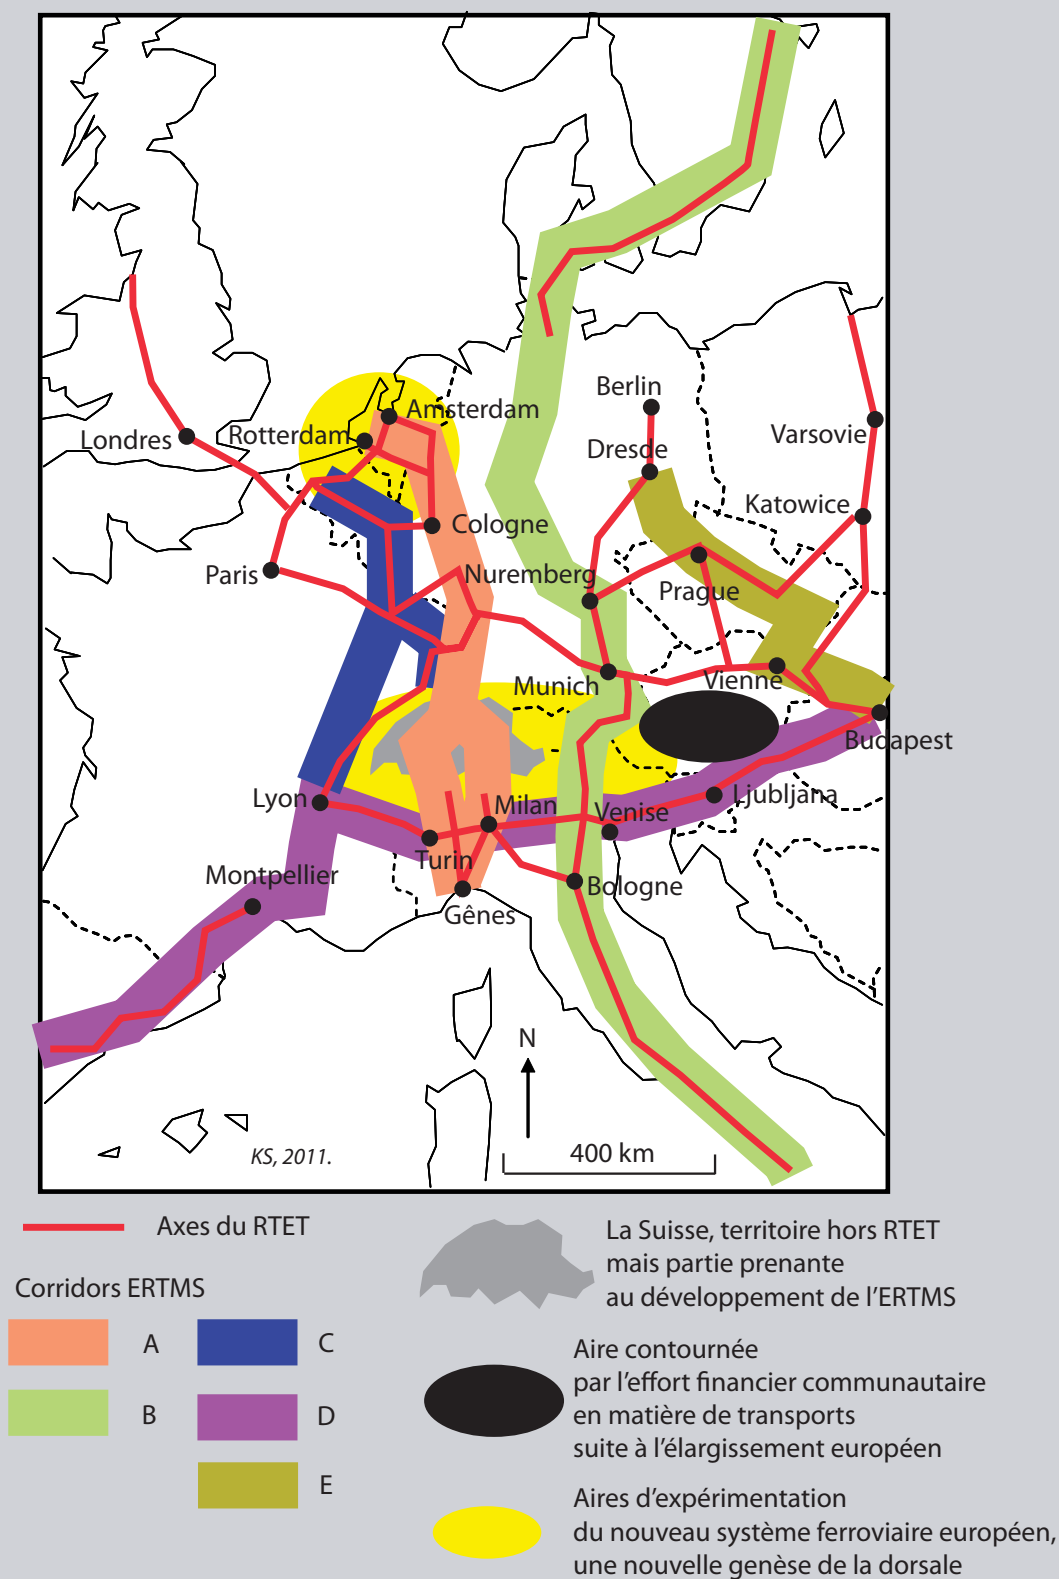 Berlin
Amsterdam
Londres
Rotterdam
Dresde
Varsovie
Katowice
Cologne
Paris
Nuremberg
Prague
Munich
Vienne
Budapest
Lyon
Milan
Venise
Ljubljana
Turin
Montpellier
Bologne
Gênes
N
400 km
KS, 2011.
Axes du RTET
Corridors ERTMS
A
C
B
D
E
La Suisse, territoire hors RTET
mais partie prenante
au développement de l'ERTMS
Aire contournée
par l'effort financier communautaire
en matière de transports
suite à l'élargissement européen
Aires d'expérimentation
du nouveau système ferroviaire européen,
une nouvelle genèse de la dorsale